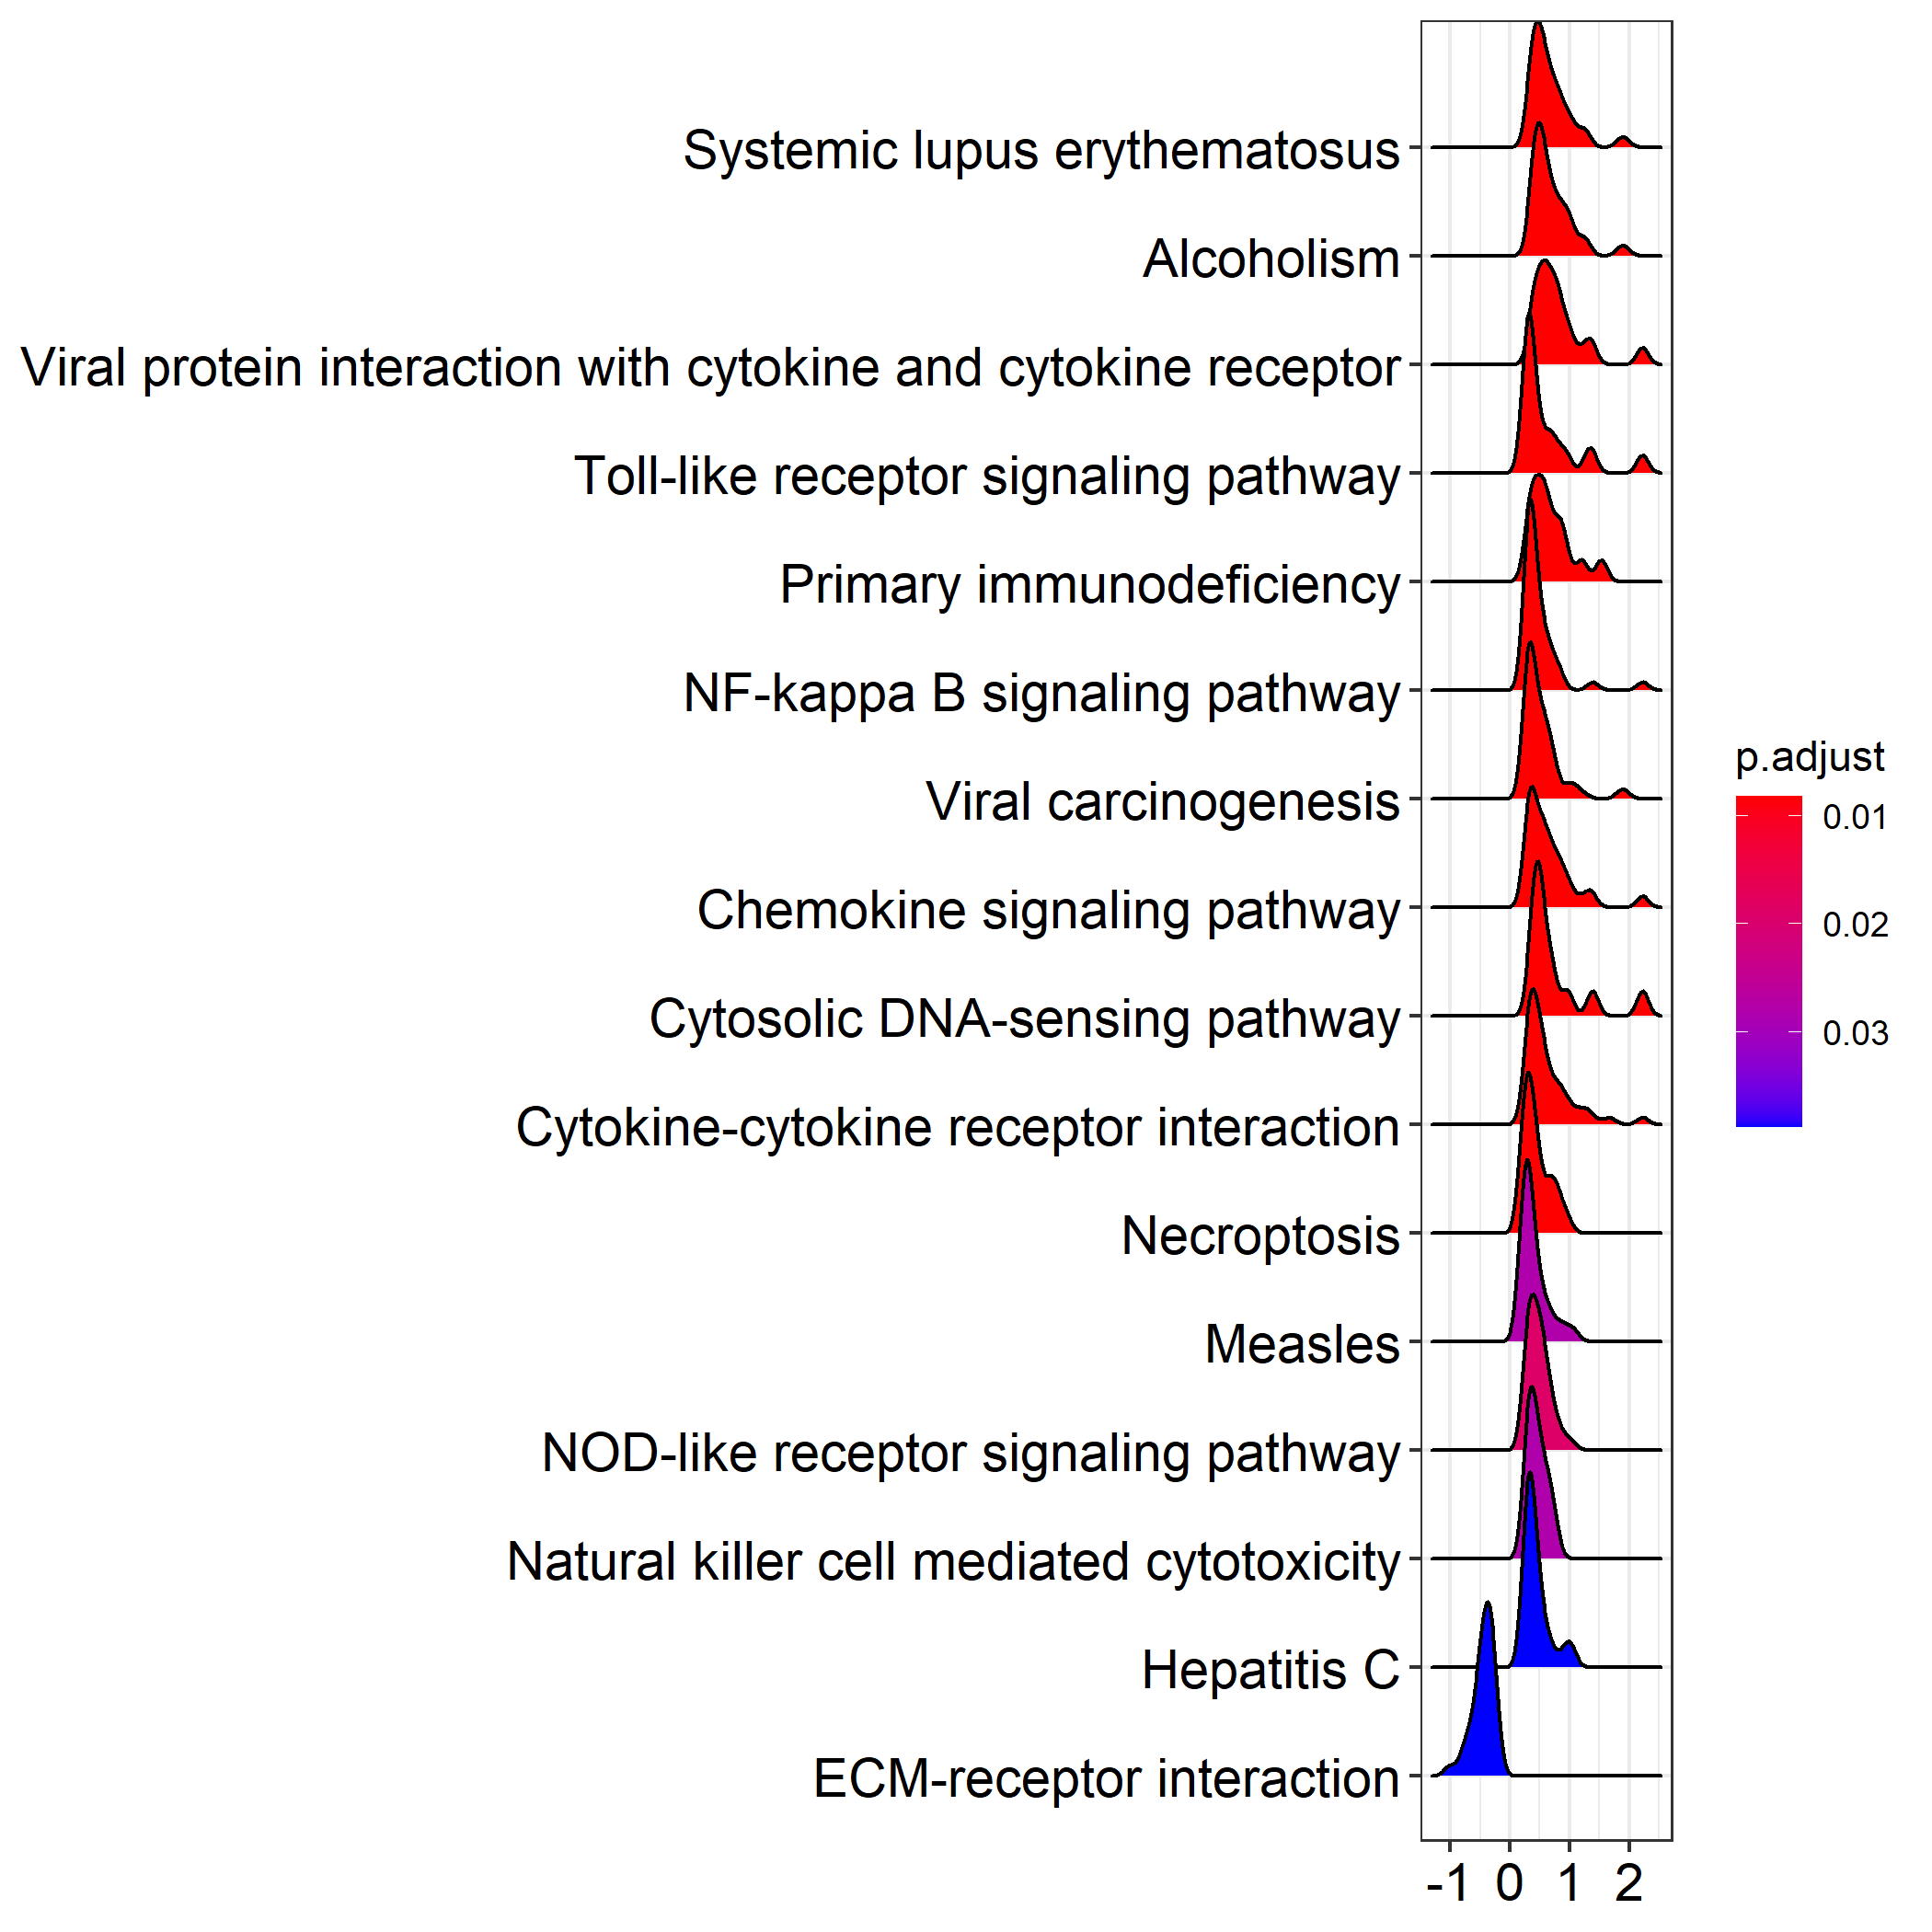 Systemic lupus erythematosus
Alcoholism
Viral protein interaction with cytokine and cytokine receptor
Toll-like receptor signaling pathway
Primary immunodeficiency
NF-kappa B signaling pathway
Viral carcinogenesis
Chemokine signaling pathway
Cytosolic DNA-sensing pathway
Cytokine-cytokine receptor interaction
Necroptosis
Measles
NOD-like receptor signaling pathway
Natural killer cell mediated cytotoxicity
Hepatitis C
ECM-receptor interaction
-1 0 1 2
p.adjust
0.01
0.02
0.03